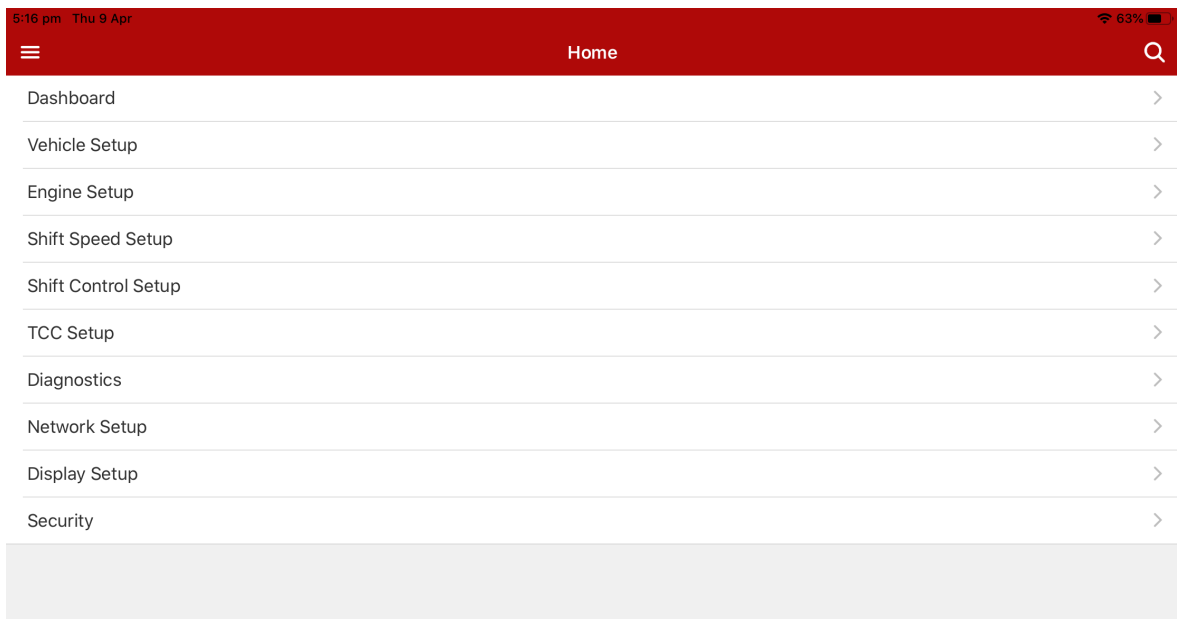 5:16 pm Thu 9 Apr 63%
Home
Dashboard
Vehicle Setup
Engine Setup
Shift Speed Setup
Shift Control Setup
TCC Setup
Diagnostics
Network Setup
Display Setup
Security